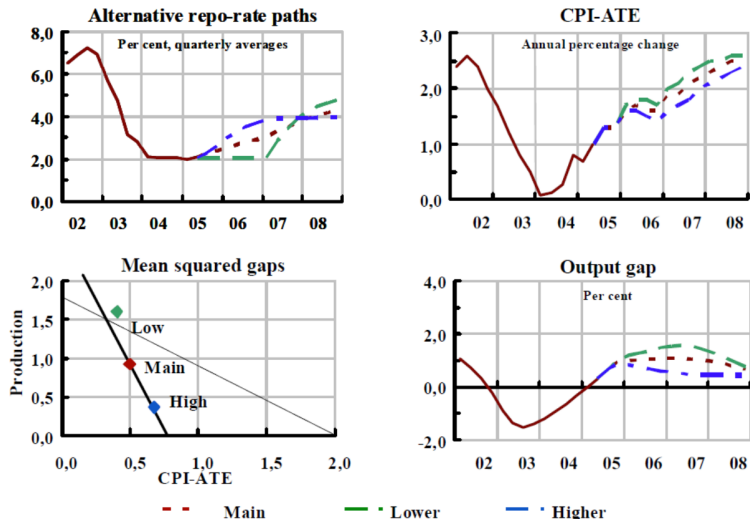 Alternative repo-rate paths
Per cent, quarterly averages
8,0
6,0
4,0
2,0
0,0
02 03 04 05 06 07 08
CPI-ATE
Annual percentage change
3,0
2,0
1,0
0,0
02 03 04 05 06 07 08
Mean squared gaps
Production
2,0
1,5
1,0
0,5
0,0
Low
Main
High
0,0 0,5 1,0 1,5 2,0
CPI-ATE
Output gap
Per cent
4,0
2,0
0,0
-2,0
02 03 04 05 06 07 08
Main Lower Higher